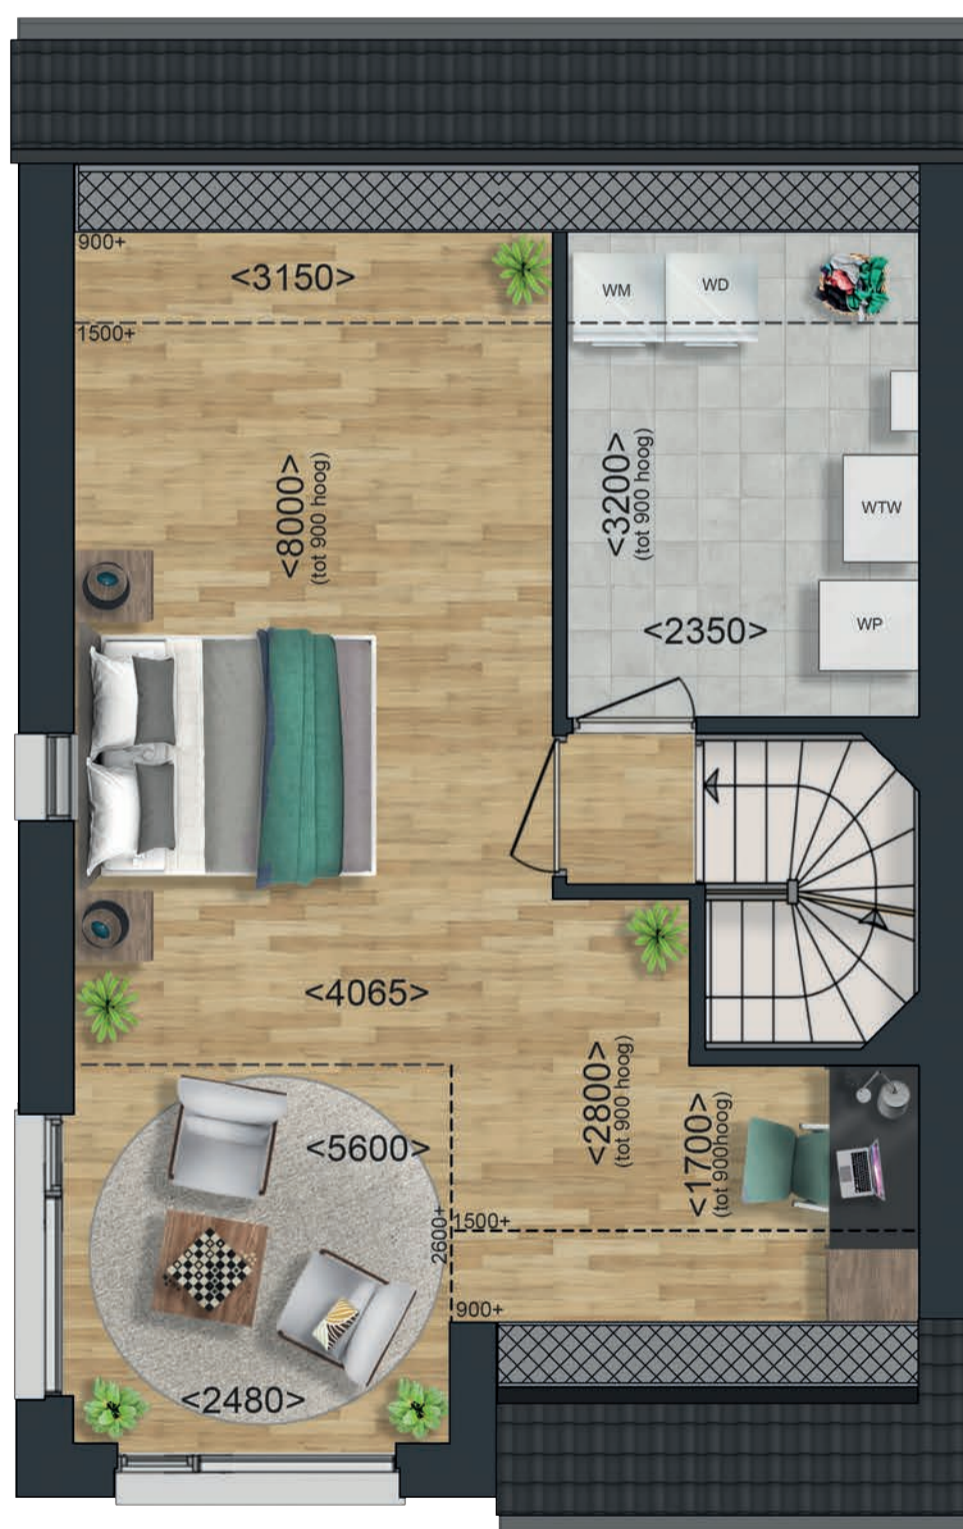 900+
<3150>
WM
WD
1500+
<8000>
(tot 900 hoog)
<3200>
(tot 900 hoog)
WTW
WP
<2350>
<4065>
<2800>
(tot 900 hoog)
<1700>
(tot 900hoog)
<5600>
2600+
1500+
900+
<2480>